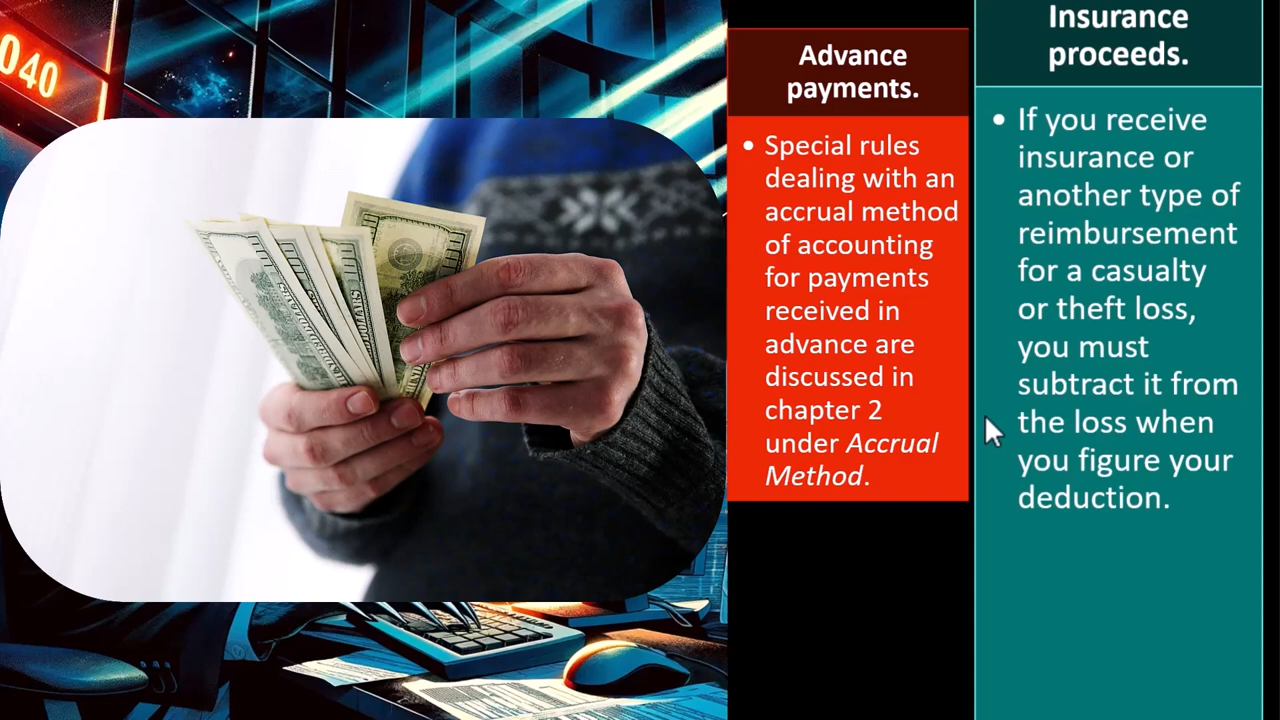 040
Advance
payments.
• Special rules
dealing with an
accrual method
of accounting
for payments
received in
advance are
discussed in
chapter 2
under Accrual
Method.
Insurance
proceeds.
• If you receive
insurance or
another type of
reimbursement
for a casualty
or theft loss,
you must
subtract it from
the loss when
you figure your
deduction.